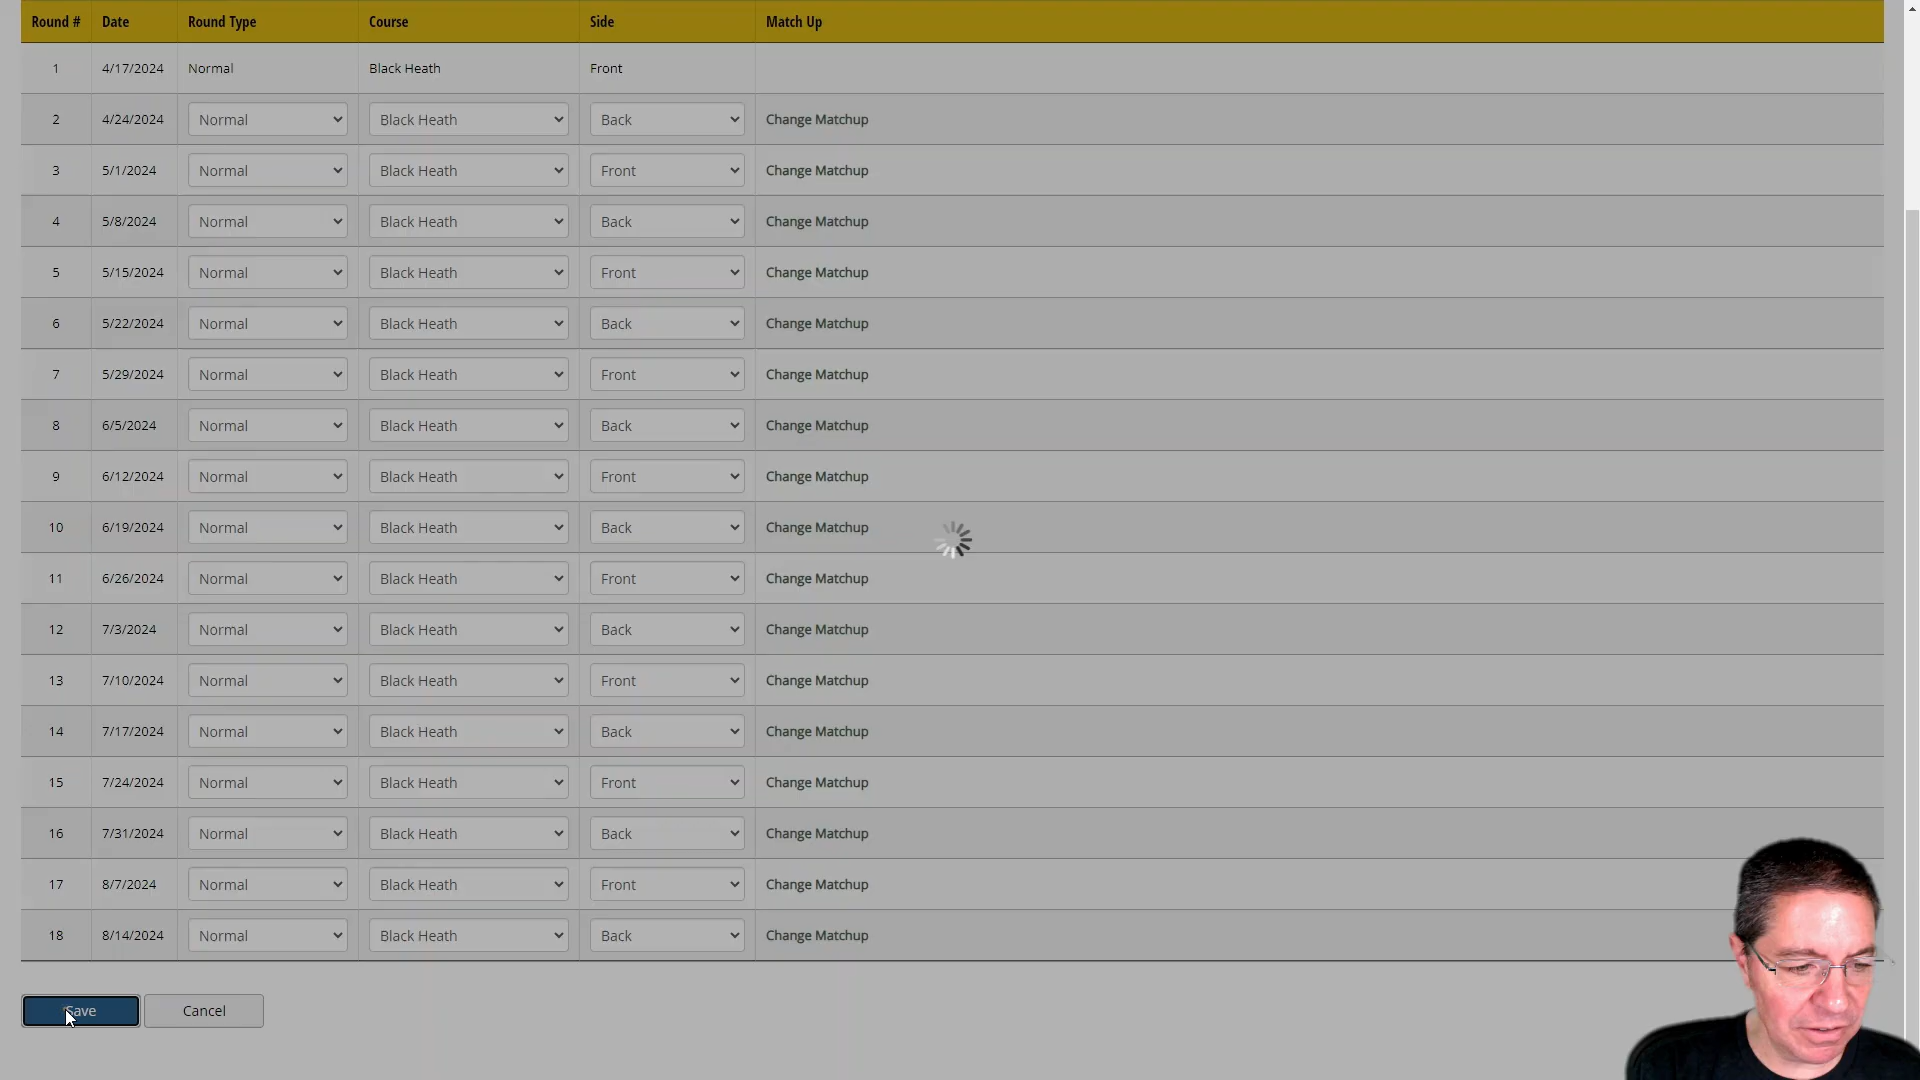 Round # Date Round Type Course Side Match Up
1 4/17/2024 Normal Black Heath Front
2 4/24/2024 Normal Black Heath Back Change Matchup
3 5/1/2024 Normal Black Heath Front Change Matchup
4 5/8/2024 Normal Black Heath Back Change Matchup
5 5/15/2024 Normal Black Heath Front Change Matchup
6 5/22/2024 Normal Black Heath Back Change Matchup
7 5/29/2024 Normal Black Heath Front Change Matchup
8 6/5/2024 Normal Black Heath Back Change Matchup
9 6/12/2024 Normal Black Heath Front Change Matchup
10 6/19/2024 Normal Black Heath Back Change Matchup
11 6/26/2024 Normal Black Heath Front Change Matchup
12 7/3/2024 Normal Black Heath Back Change Matchup
13 7/10/2024 Normal Black Heath Front Change Matchup
14 7/17/2024 Normal Black Heath Back Change Matchup
15 7/24/2024 Normal Black Heath Front Change Matchup
16 7/31/2024 Normal Black Heath Back Change Matchup
17 8/7/2024 Normal Black Heath Front Change Matchup
18 8/14/2024 Normal Black Heath Back Change Matchup
Save Cancel